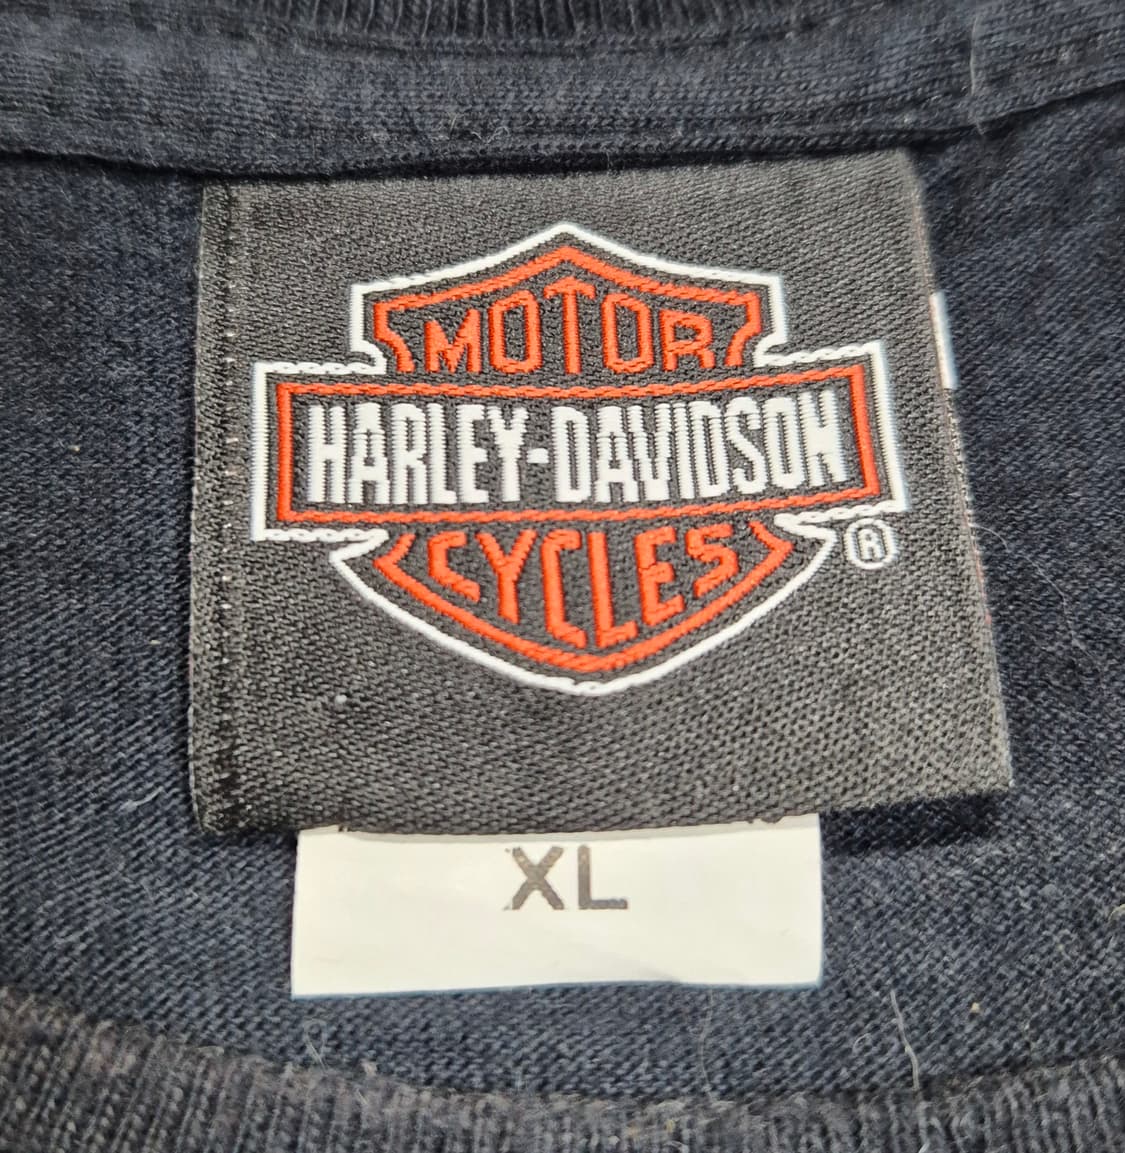 MOTOR
HARLEY-DAVIDSON
CYCLES
®
XL